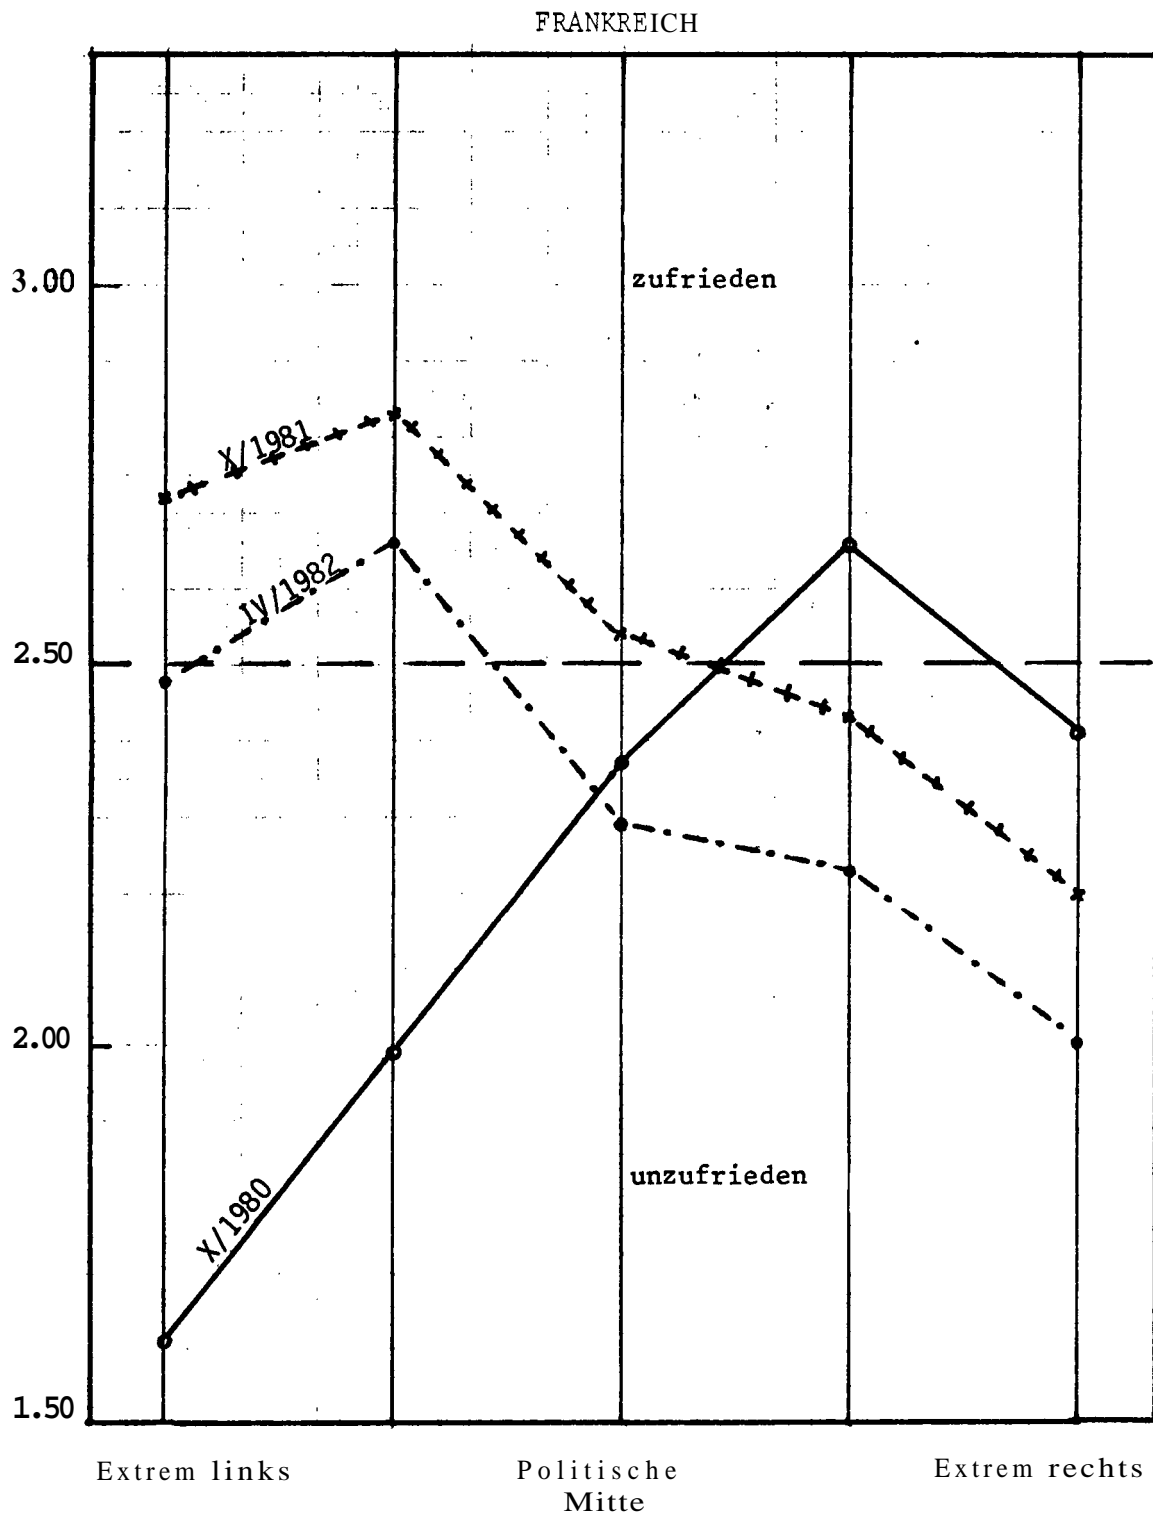 FRANKREICH
3.00
zufrieden
X/1981
IV/1982
2.50
2.00
unzufrieden
X/1980
1.50
Extrem links
Politische
Mitte
Extrem rechts